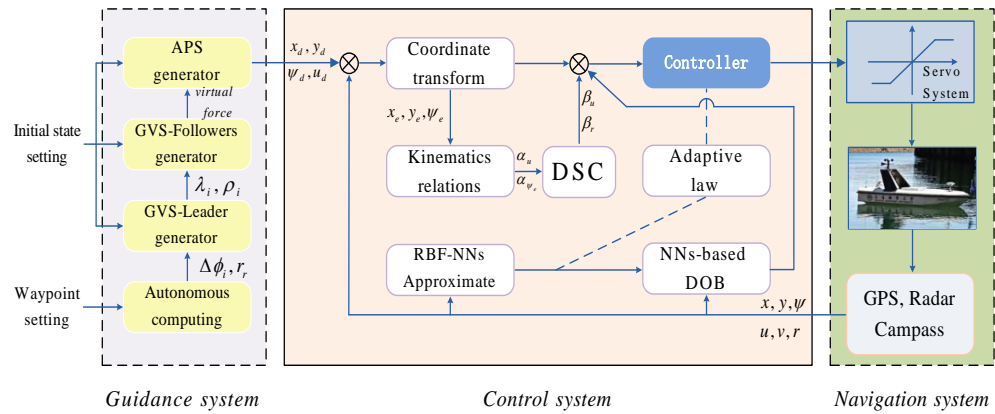 Initial state
setting
Waypoint
setting
APS
generator
virtual
force
GVS-Followers
generator
λ_i, ρ_i
GVS-Leader
generator
Δϕ_i, r_r
Autonomous
computing
Guidance system
x_d, y_d
ψ_d, u_d
Coordinate
transform
x_e, y_e, ψ_e
Kinematics
relations
α_u
α_{ψ_e}
DSC
β_u
β_r
Controller
Adaptive
law
RBF-NNs
Approximate
NNs-based
DOB
x, y, ψ
u, v, r
Control system
Servo
System
GPS, Radar
Campass
Navigation system